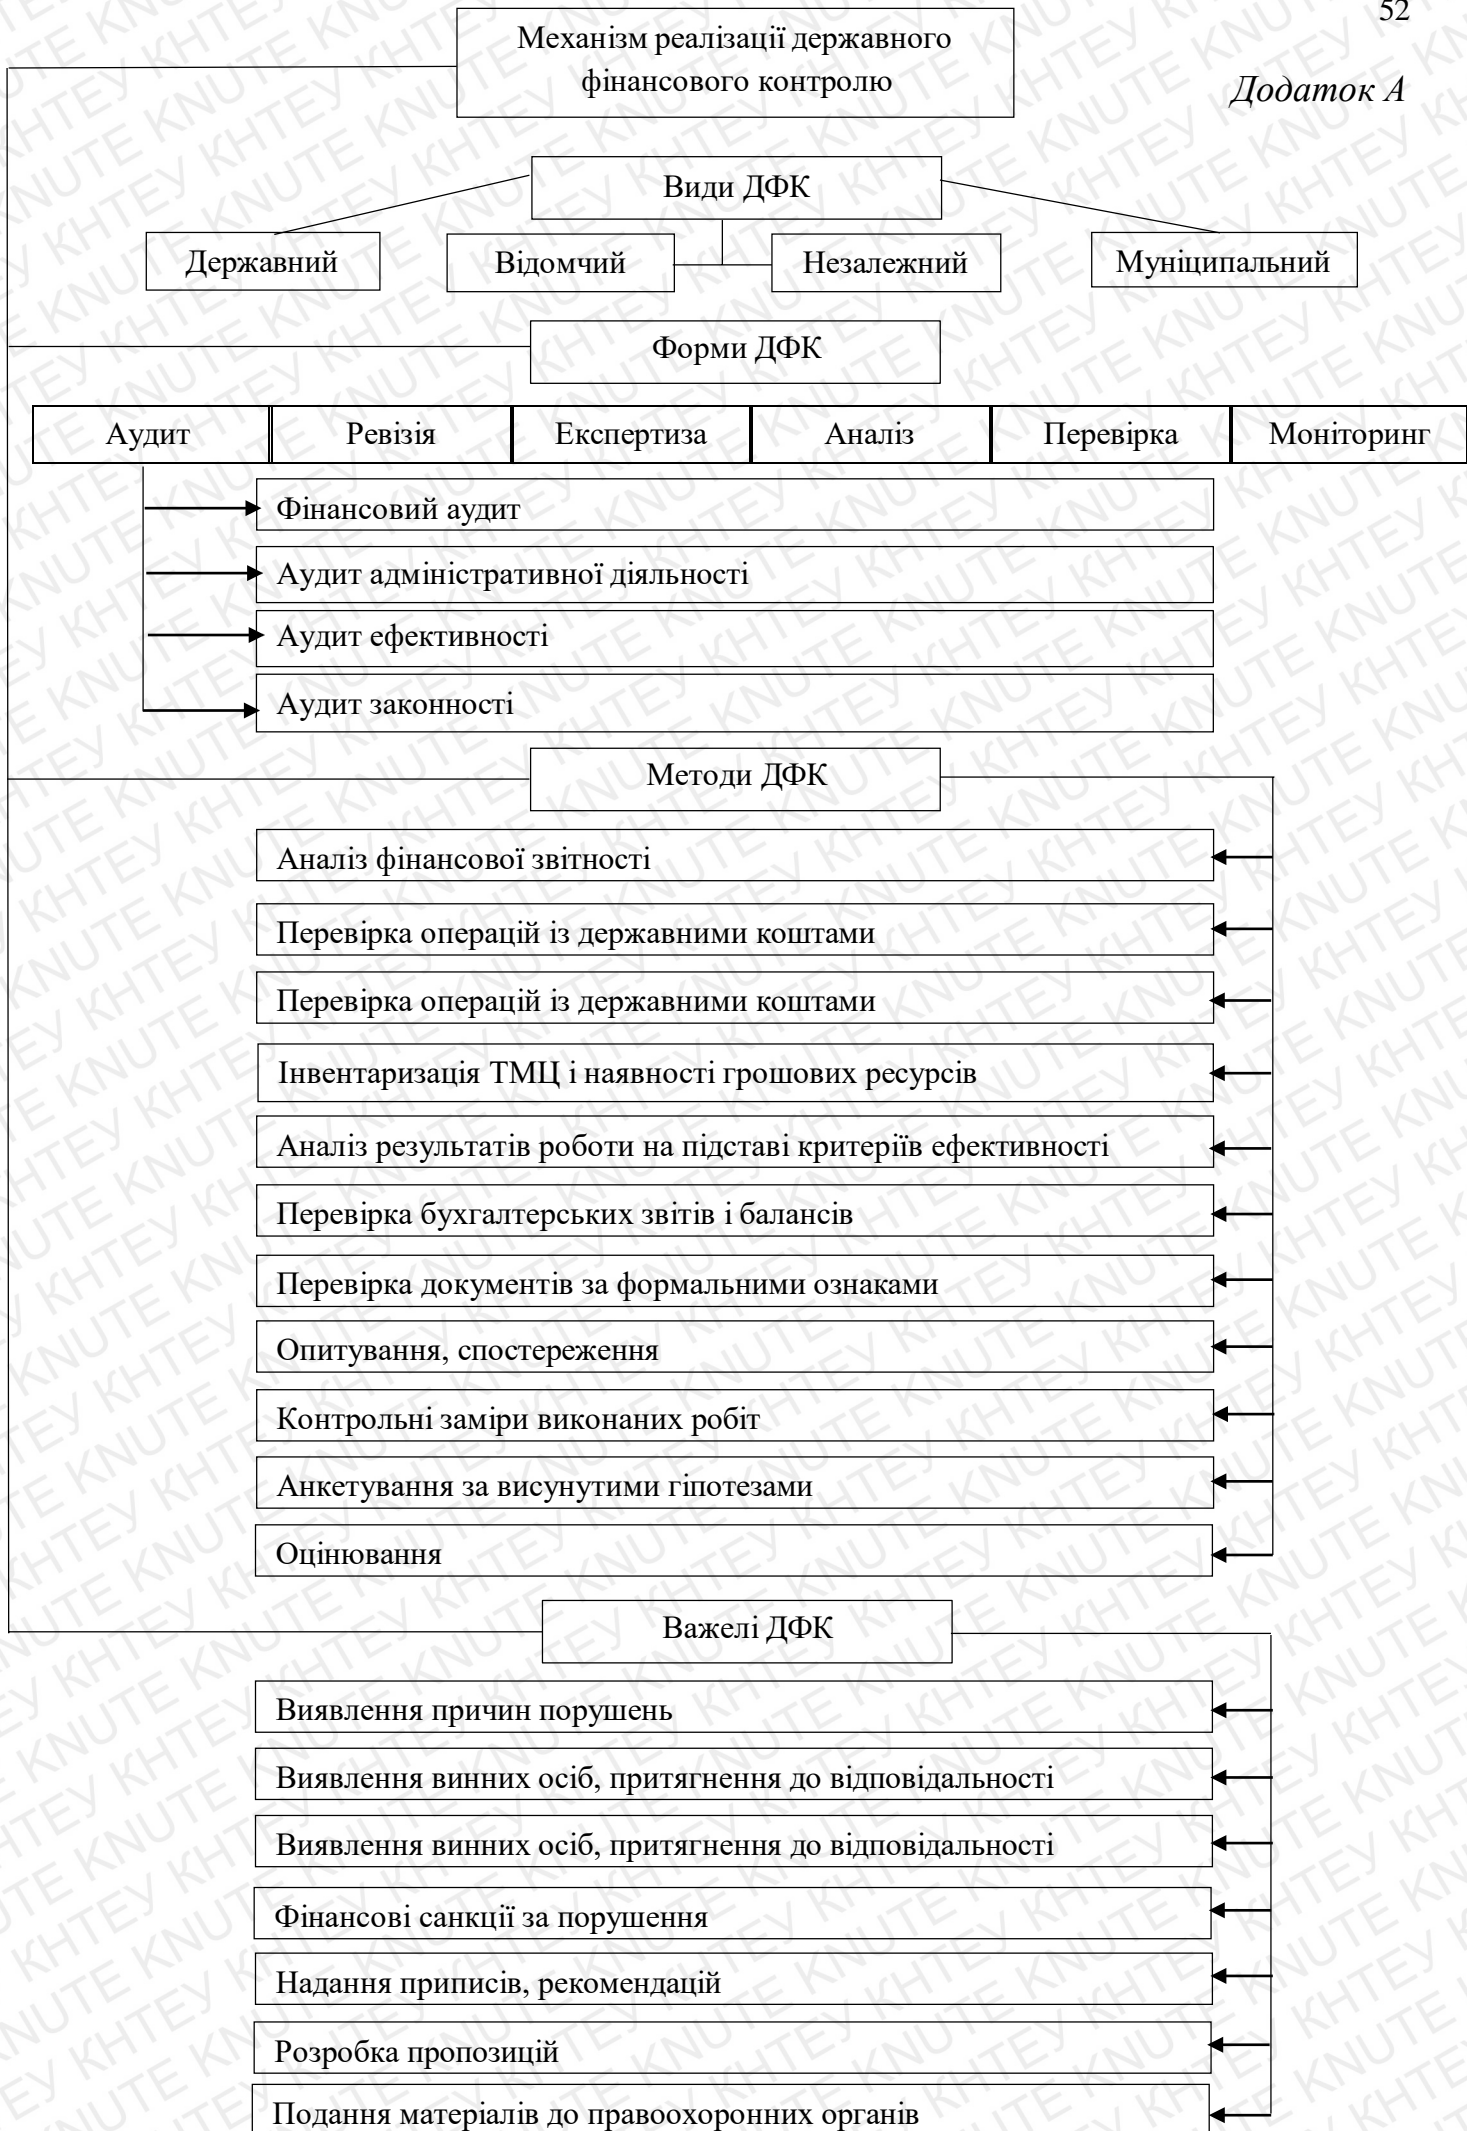 52
Механізм реалізації державного
фінансового контролю
Додаток А
Види ДФК
Державний
Відомчий
Незалежний
Муніципальний
Форми ДФК
Аудит
Ревізія
Експертиза
Аналіз
Перевірка
Моніторинг
Фінансовий аудит
Аудит адміністративної діяльності
Аудит ефективності
Аудит законності
Методи ДФК
Аналіз фінансової звітності
Перевірка операцій із державними коштами
Перевірка операцій із державними коштами
Інвентаризація ТМЦ і наявності грошових ресурсів
Аналіз результатів роботи на підставі критеріїв ефективності
Перевірка бухгалтерських звітів і балансів
Перевірка документів за формальними ознаками
Опитування, спостереження
Контрольні заміри виконаних робіт
Анкетування за висунутими гіпотезами
Оцінювання
Важелі ДФК
Виявлення причин порушень
Виявлення винних осіб, притягнення до відповідальності
Виявлення винних осіб, притягнення до відповідальності
Фінансові санкції за порушення
Надання приписів, рекомендацій
Розробка пропозицій
Подання матеріалів до правоохоронних органів